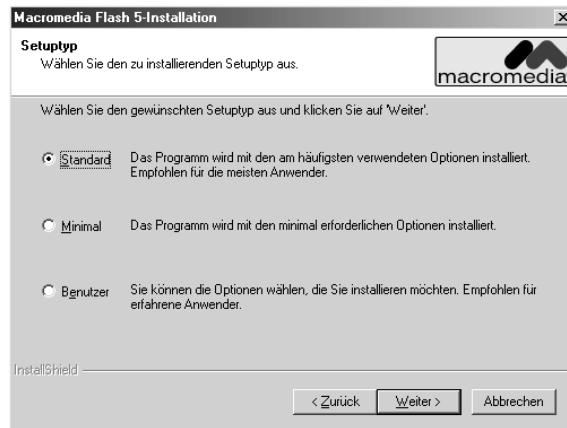 Macromedia Flash 5-Installation
Setuptyp
Wählen Sie den zu installierenden Setuptyp aus.
macromedia
Wählen Sie den gewünschten Setuptyp aus und klicken Sie auf 'Weiter'.
Standard Das Programm wird mit den am häufigsten verwendeten Optionen installiert.
Empfohlen für die meisten Anwender.
Minimal Das Programm wird mit den minimal erforderlichen Optionen installiert.
Benutzer Sie können die Optionen wählen, die Sie installieren möchten. Empfohlen für
erfahrene Anwender.
InstallShield
< Zurück Weiter > Abbrechen